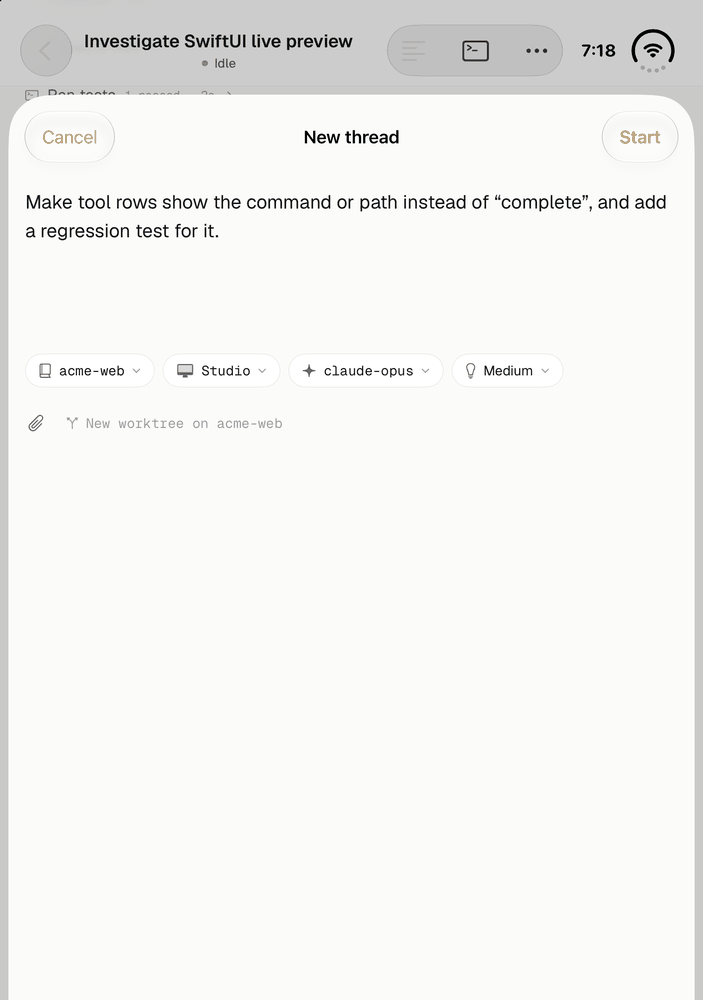 Investigate SwiftUI live preview
Idle
7:18
Cancel
New thread
Start
Make tool rows show the command or path instead of “complete”, and add
a regression test for it.
acme-web
Studio
claude-opus
Medium
New worktree on acme-web